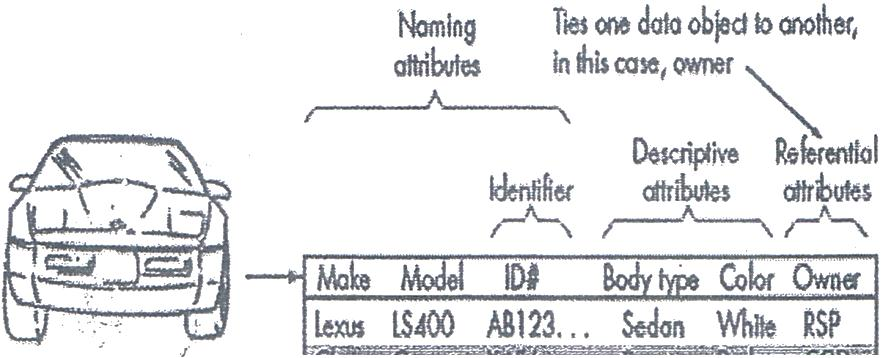 Naming
attributes
Ties one data object to another,
in this case, owner
Identifier
Descriptive
attributes
Referential
attributes
Make Model ID# Body type Color Owner
Lexus LS400 AB123... Sedan White RSP